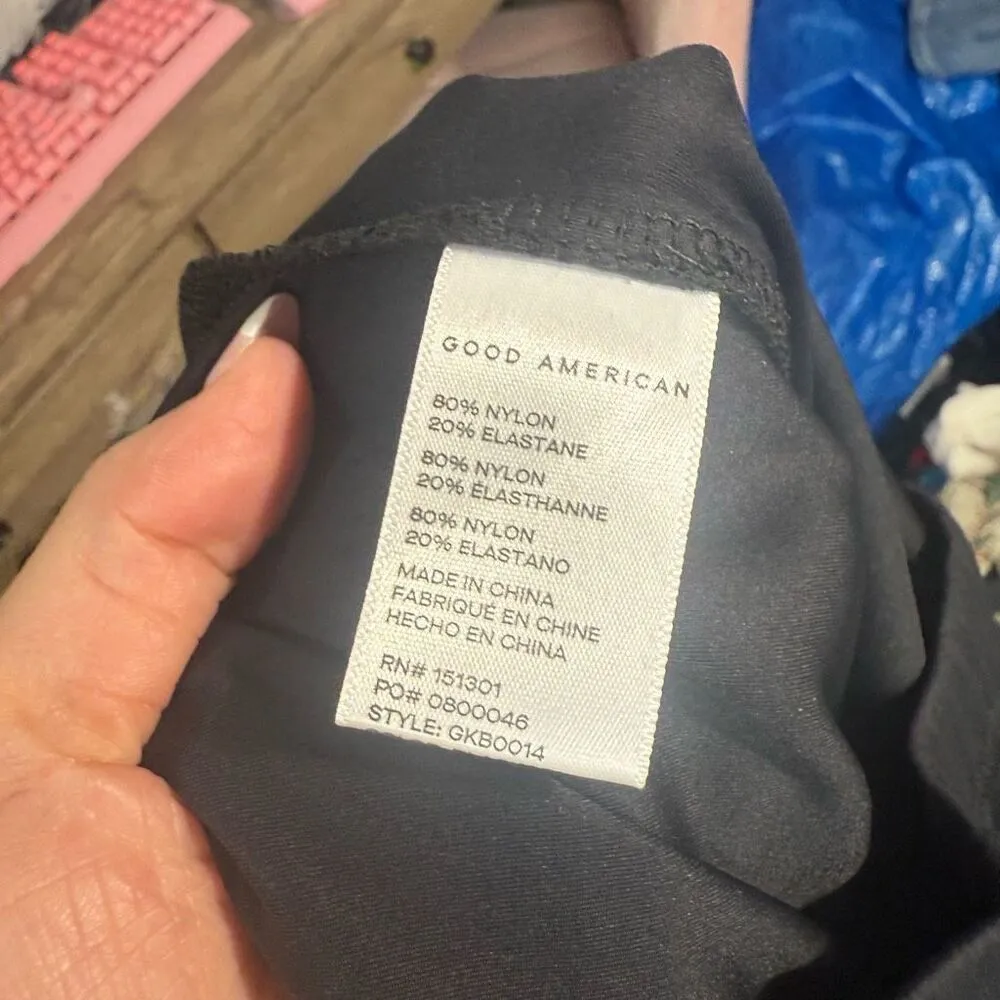 GOOD AMERICAN
80% NYLON
20% ELASTANE
80% NYLON
20% ÉLASTHANNE
80% NYLON
20% ELASTANO
MADE IN CHINA
FABRIQUÉ EN CHINE
HECHO EN CHINA
RN# 151301
PO# 0800046
STYLE: GKB0014